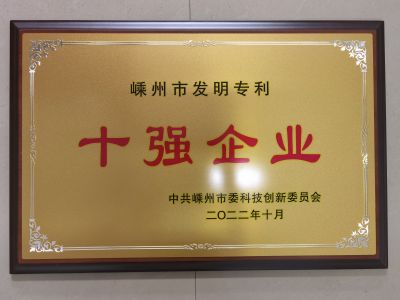 嵊州市发明专利
十强企业
中共嵊州市委科技创新委员会
二〇二二年十月